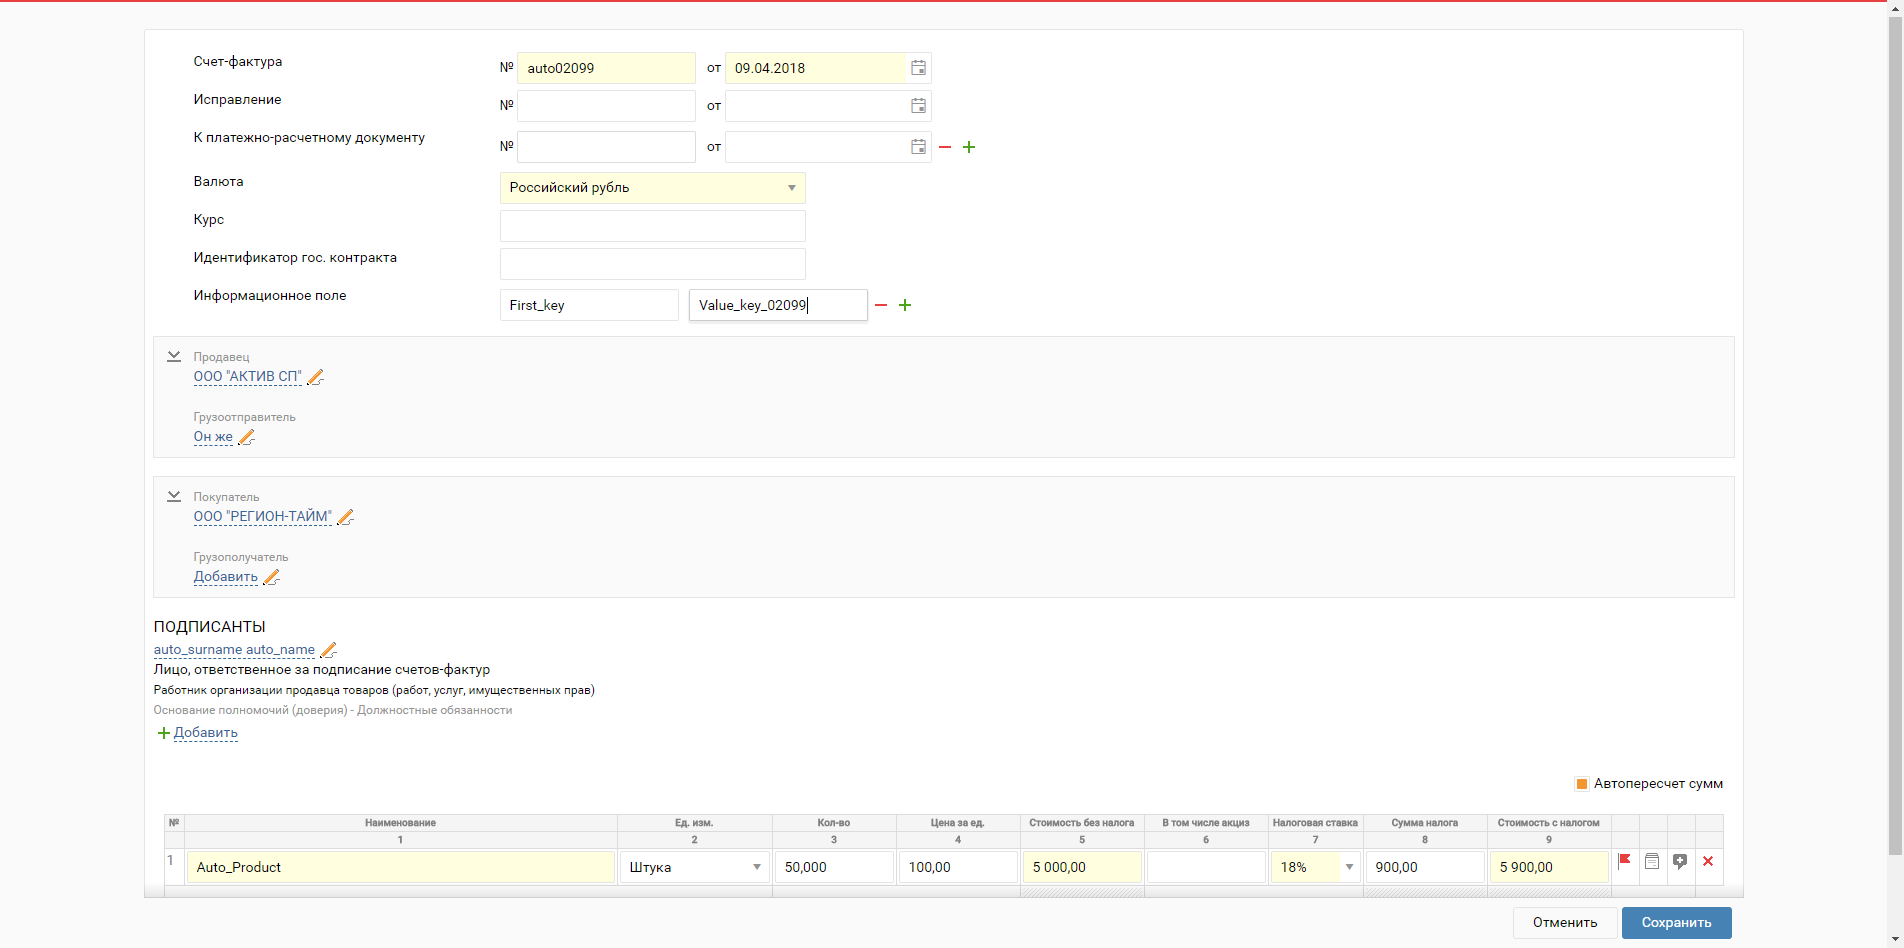 Счет-фактура № auto02099 от 09.04.2018
Исправление № от
К платежно-расчетному документу № от
Валюта Российский рубль
Курс
Идентификатор гос. контракта
Информационное поле First_key Value_key_02099
Продавец
ООО "АКТИВ СП"
Грузоотправитель
Он же
Покупатель
ООО "РЕГИОН-ТАЙМ"
Грузополучатель
Добавить
ПОДПИСАНТЫ
auto_surname auto_name
Лицо, ответственное за подписание счетов-фактур
Работник организации продавца товаров (работ, услуг, имущественных прав)
Основание полномочий (доверия) - Должностные обязанности
Добавить
Автопересчет сумм
№ Наименование Ед. изм. Кол-во Цена за ед. Стоимость без налога В том числе акциз Налоговая ставка Сумма налога Стоимость с налогом
1 2 3 4 5 6 7 8 9
1 Auto_Product Штука 50,000 100,00 5 000,00 18% 900,00 5 900,00
Отменить Сохранить